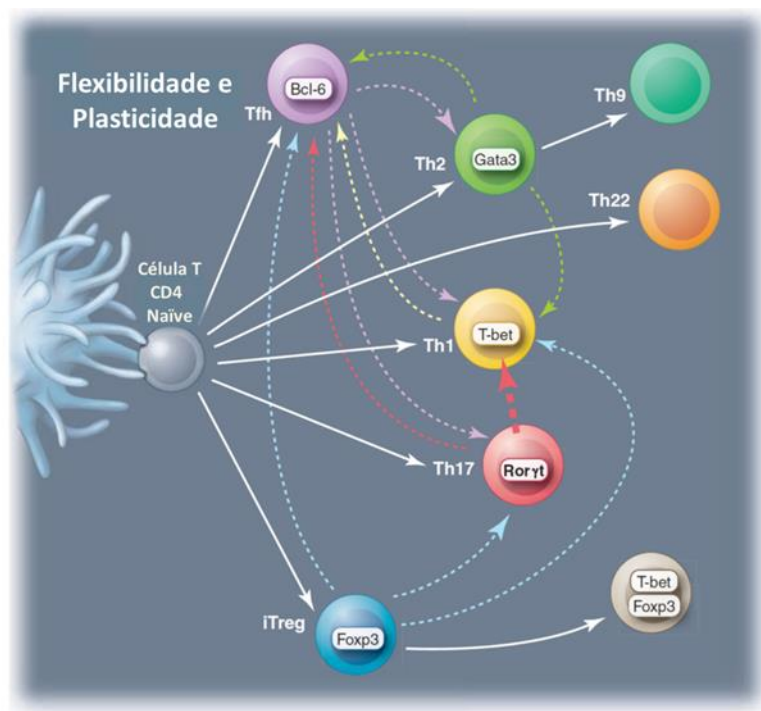 Flexibilidade e
Plasticidade
Bcl-6
Tfh
Th9
Gata3
Th2
Th22
Célula T
CD4
Naïve
T-bet
Th1
Th17
Rorγt
T-bet
Foxp3
iTreg
Foxp3